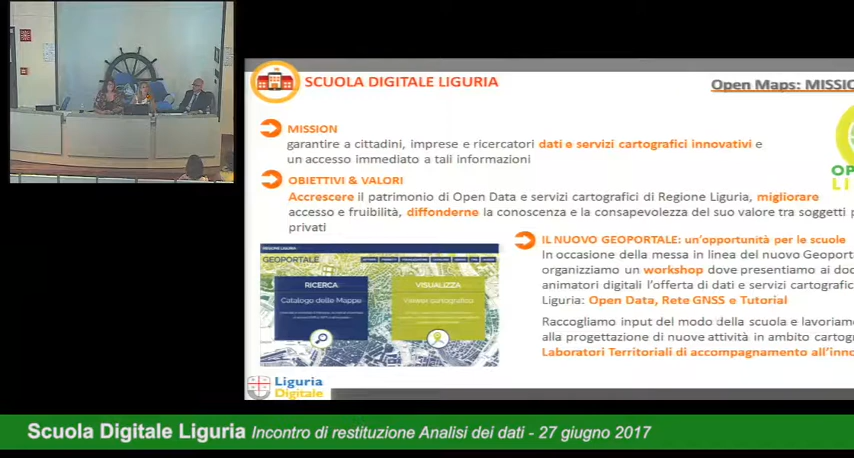 SCUOLA DIGITALE LIGURIA
Open Maps: MISSIO
MISSION
garantire a cittadini, imprese e ricercatori dati e servizi cartografici innovativi e
un accesso immediato a tali informazioni
OBIETTIVI & VALORI
Accrescere il patrimonio di Open Data e servizi cartografici di Regione Liguria, migliorare
accesso e fruibilità, diffonderne la conoscenza e la consapevolezza del suo valore tra soggetti p
privati
OP
LI
IL NUOVO GEOPORTALE: un'opportunità per le scuole
In occasione della messa in linea del nuovo Geoporta
organizziamo un workshop dove presentiamo ai doc
animatori digitali l'offerta di dati e servizi cartografic
Liguria: Open Data, Rete GNSS e Tutorial
Raccogliamo input del modo della scuola e lavoriamo
alla progettazione di nuove attività in ambito cartog
Laboratori Territoriali di accompagnamento all'inno
REGIONE LIGURIA
GEOPORTALE
RICERCA
Catalogo delle Mappe
VISUALIZZA
Visualizzatore cartografico
Liguria
Digitale
Scuola Digitale Liguria Incontro di restituzione Analisi dei dati - 27 giugno 2017